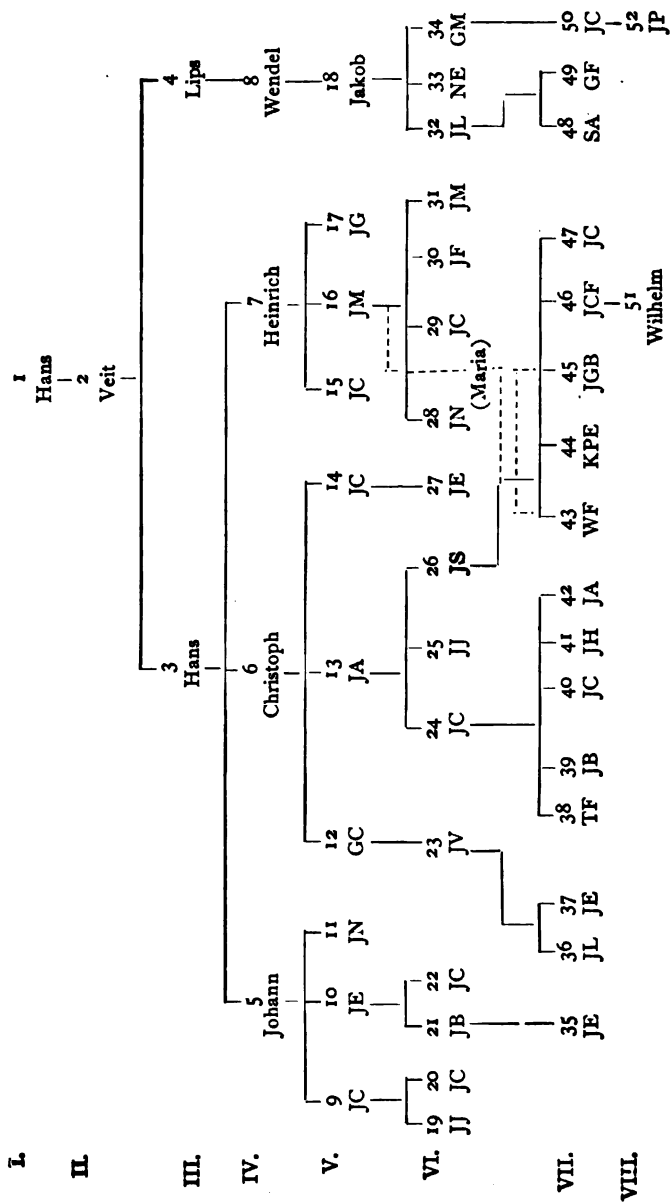 I. 1
Hans
II. 2
Veit
3 4
III. Hans Lips
IV. 5 6 7 8
Johann Christoph Heinrich Wendel
V. 9 10 11 12 13 14 15 16 17 18
JC JE JN GC JA JC JC JM JG Jakob
VI. 19 20 21 22 23 24 25 26 27 28 29 30 31 32 33 34
JJ JC JB JC JV JC JJ JS JE JN JC JF JM JL NE GM
(Maria)
VII. 35 36 37 38 39 40 41 42 43 44 45 46 47 48 49 50
JE JL JE TF JB JC JH JA WF KPE JGB JCF JC SA GF JC
VIII. 51 52
Wilhelm JP